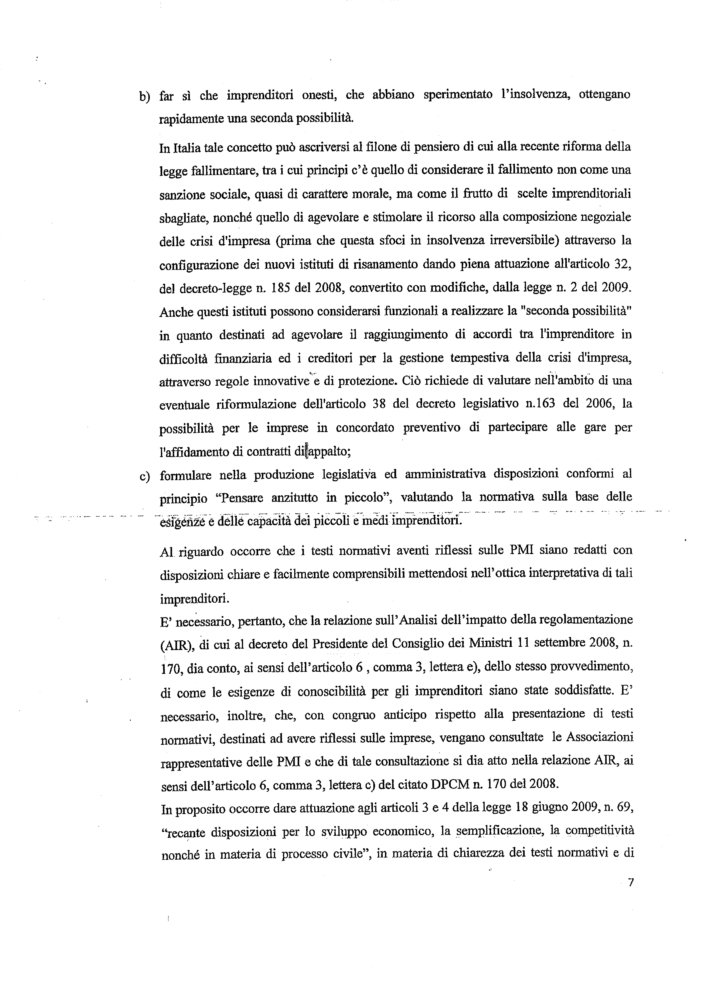 b) far sì che imprenditori onesti, che abbiano sperimentato l’insolvenza, ottengano
rapidamente una seconda possibilità.
In Italia tale concetto può ascriversi al filone di pensiero di cui alla recente riforma della
legge fallimentare, tra i cui principi c’è quello di considerare il fallimento non come una
sanzione sociale, quasi di carattere morale, ma come il frutto di scelte imprenditoriali
sbagliate, nonché quello di agevolare e stimolare il ricorso alla composizione negoziale
delle crisi d'impresa (prima che questa sfoci in insolvenza irreversibile) attraverso la
configurazione dei nuovi istituti di risanamento dando piena attuazione all'articolo 32,
del decreto-legge n. 185 del 2008, convertito con modifiche, dalla legge n. 2 del 2009.
Anche questi istituti possono considerarsi funzionali a realizzare la "seconda possibilità"
in quanto destinati ad agevolare il raggiungimento di accordi tra l'imprenditore in
difficoltà finanziaria ed i creditori per la gestione tempestiva della crisi d'impresa,
attraverso regole innovative e di protezione. Ciò richiede di valutare nell'ambito di una
eventuale riformulazione dell'articolo 38 del decreto legislativo n.163 del 2006, la
possibilità per le imprese in concordato preventivo di partecipare alle gare per
l'affidamento di contratti di appalto;
c) formulare nella produzione legislativa ed amministrativa disposizioni conformi al
principio “Pensare anzitutto in piccolo”, valutando la normativa sulla base delle
esigenze e delle capacità dei piccoli e medi imprenditori.
Al riguardo occorre che i testi normativi aventi riflessi sulle PMI siano redatti con
disposizioni chiare e facilmente comprensibili mettendosi nell’ottica interpretativa di tali
imprenditori.
E’ necessario, pertanto, che la relazione sull’Analisi dell’impatto della regolamentazione
(AIR), di cui al decreto del Presidente del Consiglio dei Ministri 11 settembre 2008, n.
170, dia conto, ai sensi dell’articolo 6 , comma 3, lettera e), dello stesso provvedimento,
di come le esigenze di conoscibilità per gli imprenditori siano state soddisfatte. E’
necessario, inoltre, che, con congruo anticipo rispetto alla presentazione di testi
normativi, destinati ad avere riflessi sulle imprese, vengano consultate le Associazioni
rappresentative delle PMI e che di tale consultazione si dia atto nella relazione AIR, ai
sensi dell’articolo 6, comma 3, lettera c) del citato DPCM n. 170 del 2008.
In proposito occorre dare attuazione agli articoli 3 e 4 della legge 18 giugno 2009, n. 69,
“recante disposizioni per lo sviluppo economico, la semplificazione, la competitività
nonché in materia di processo civile”, in materia di chiarezza dei testi normativi e di
7